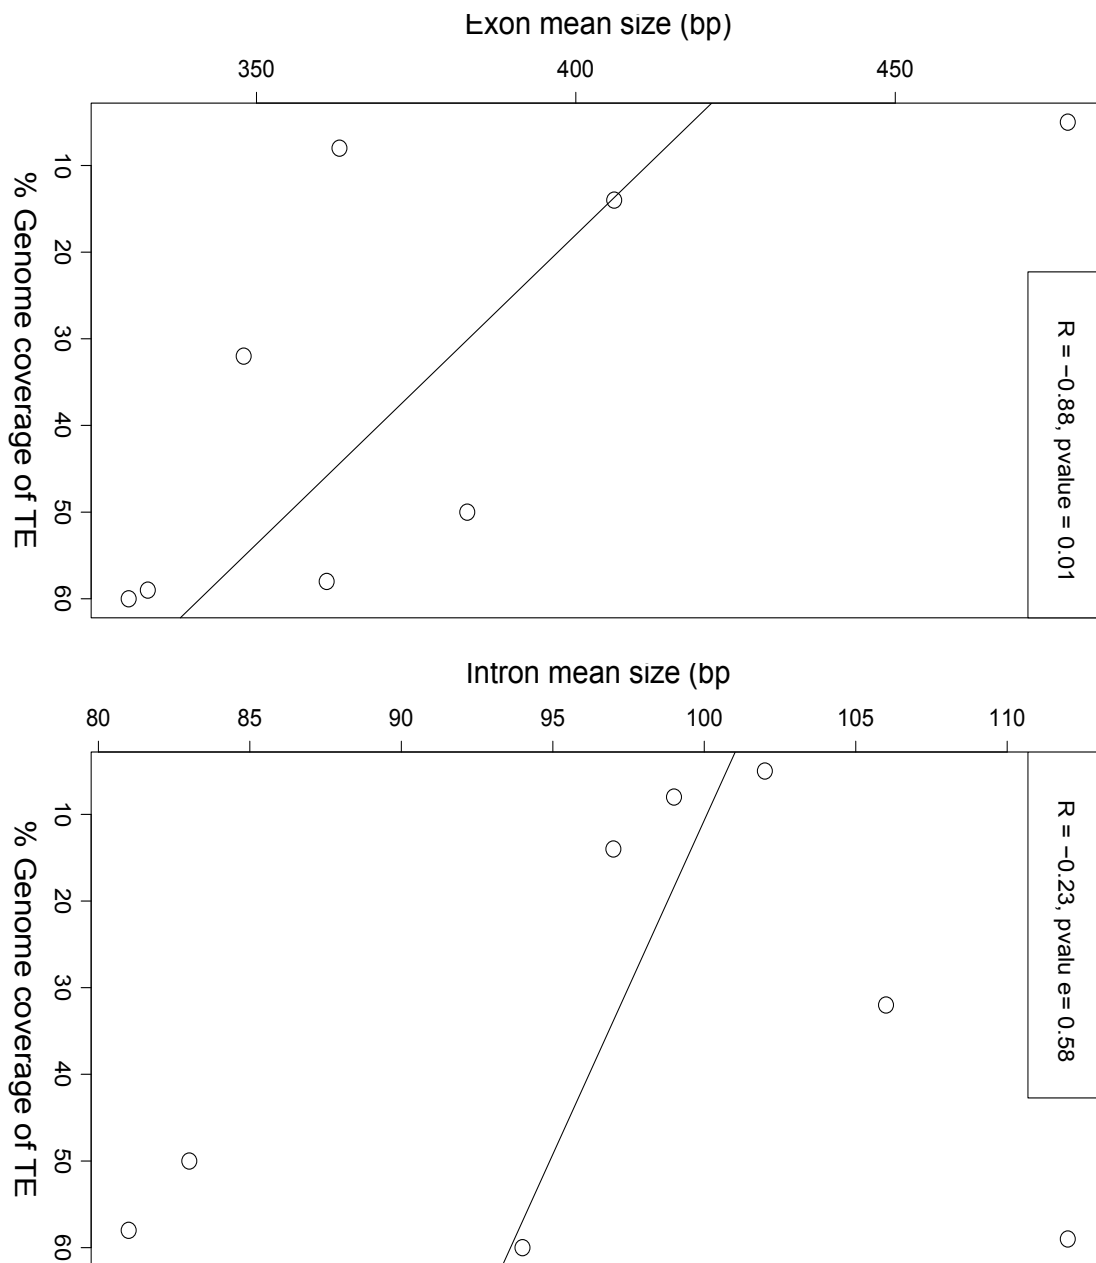 Exon mean size (bp)
350 400 450
10
20
30
40
50
60
% Genome coverage of TE
R = −0.88, pvalue = 0.01
Intron mean size (bp
80 85 90 95 100 105 110
10
20
30
40
50
60
% Genome coverage of TE
R = −0.23, pvalu e= 0.58